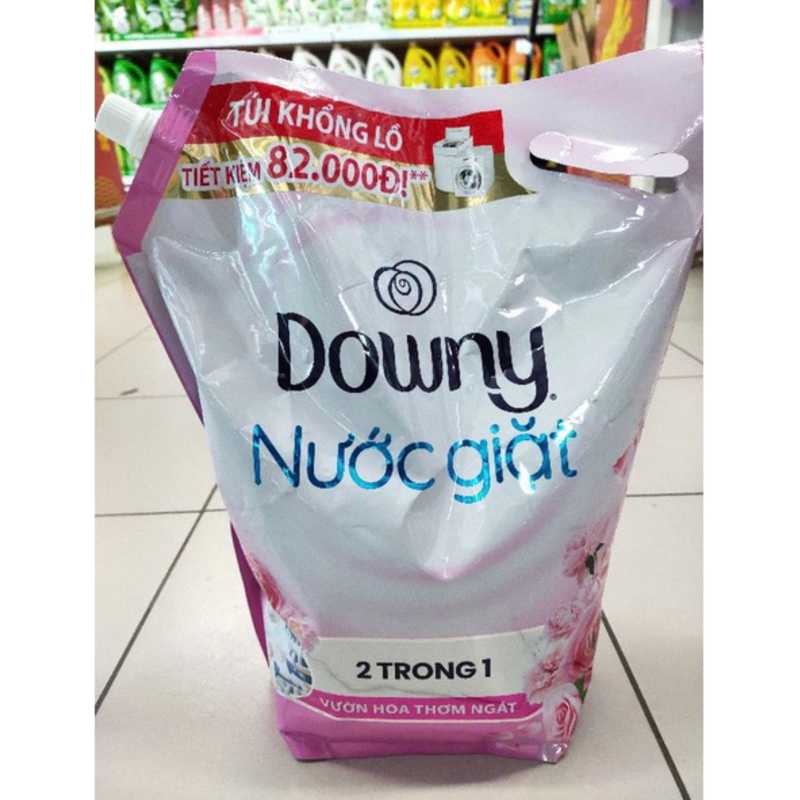 TÚI KHỔNG LỒ
TIẾT KIỆM 82.000Đ!**
Downy®
Nước giặt
2 TRONG 1
VƯỜN HOA THƠM NGÁT